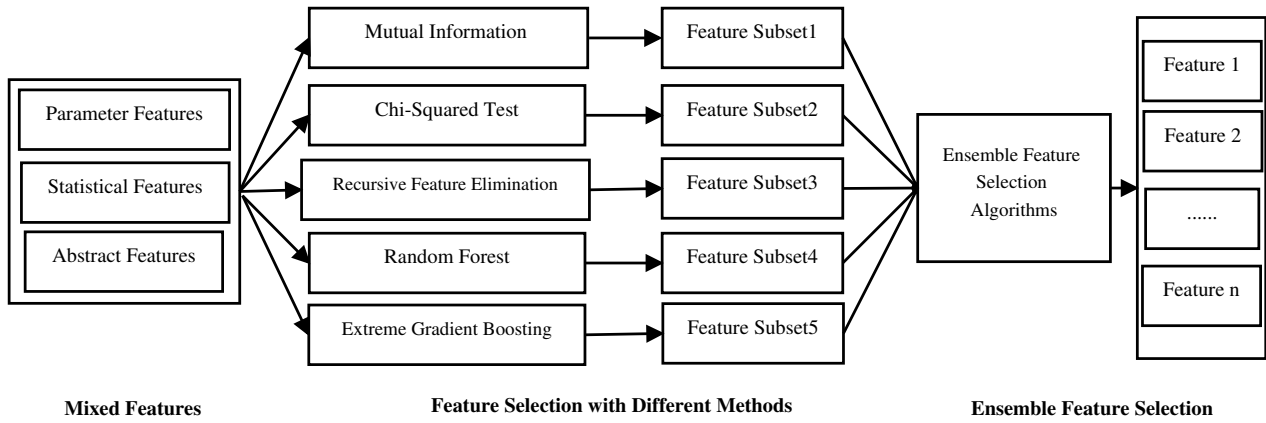 Parameter Features
Statistical Features
Abstract Features
Mixed Features
Mutual Information
Chi-Squared Test
Recursive Feature Elimination
Random Forest
Extreme Gradient Boosting
Feature Subset1
Feature Subset2
Feature Subset3
Feature Subset4
Feature Subset5
Feature Selection with Different Methods
Ensemble Feature
Selection
Algorithms
Feature 1
Feature 2
......
Feature n
Ensemble Feature Selection